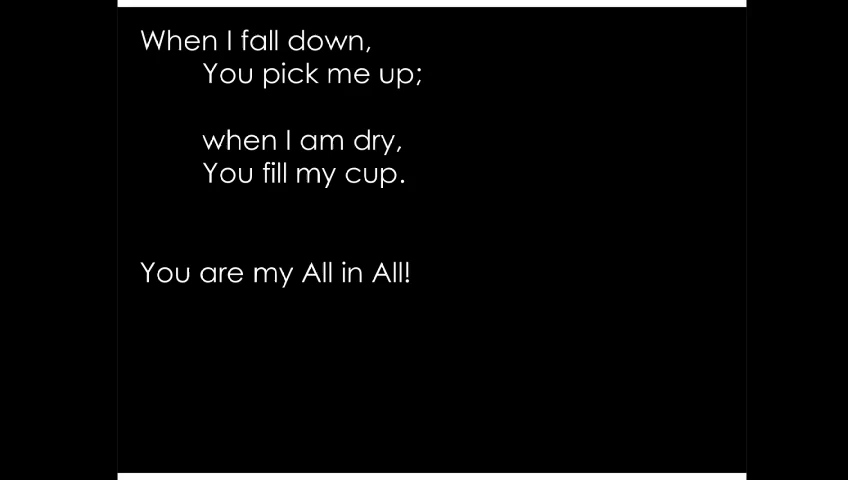 When I fall down,
You pick me up;
when I am dry,
You fill my cup.
You are my All in All!